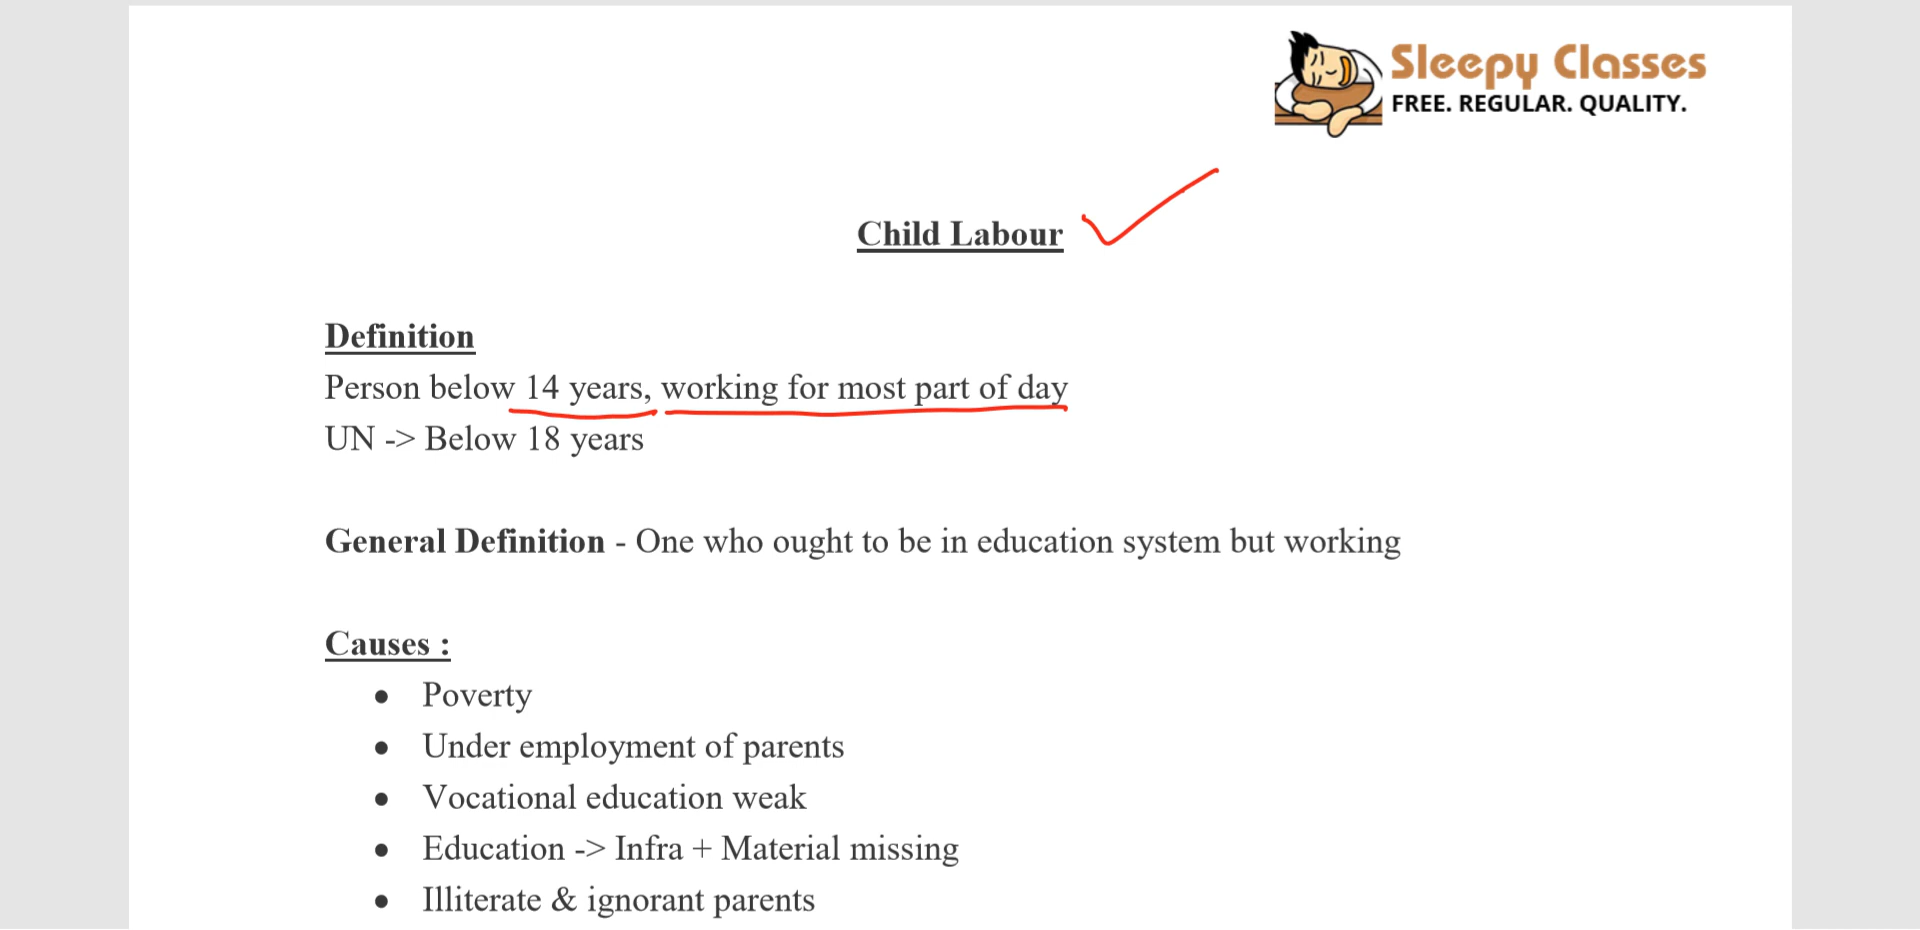 Sleepy Classes
FREE. REGULAR. QUALITY.
Child Labour
Definition
Person below 14 years, working for most part of day
UN -> Below 18 years
General Definition - One who ought to be in education system but working
Causes :
● Poverty
● Under employment of parents
● Vocational education weak
● Education -> Infra + Material missing
● Illiterate & ignorant parents